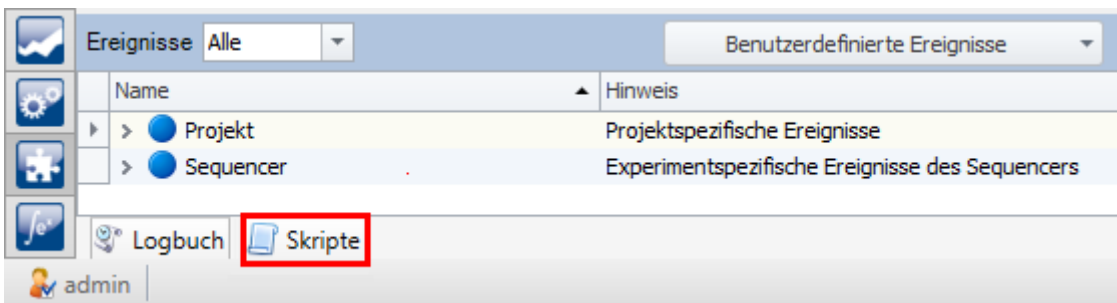 Ereignisse Alle Benutzerdefinierte Ereignisse
Name Hinweis
Projekt Projektspezifische Ereignisse
Sequencer Experimentspezifische Ereignisse des Sequencers
Logbuch Skripte
admin